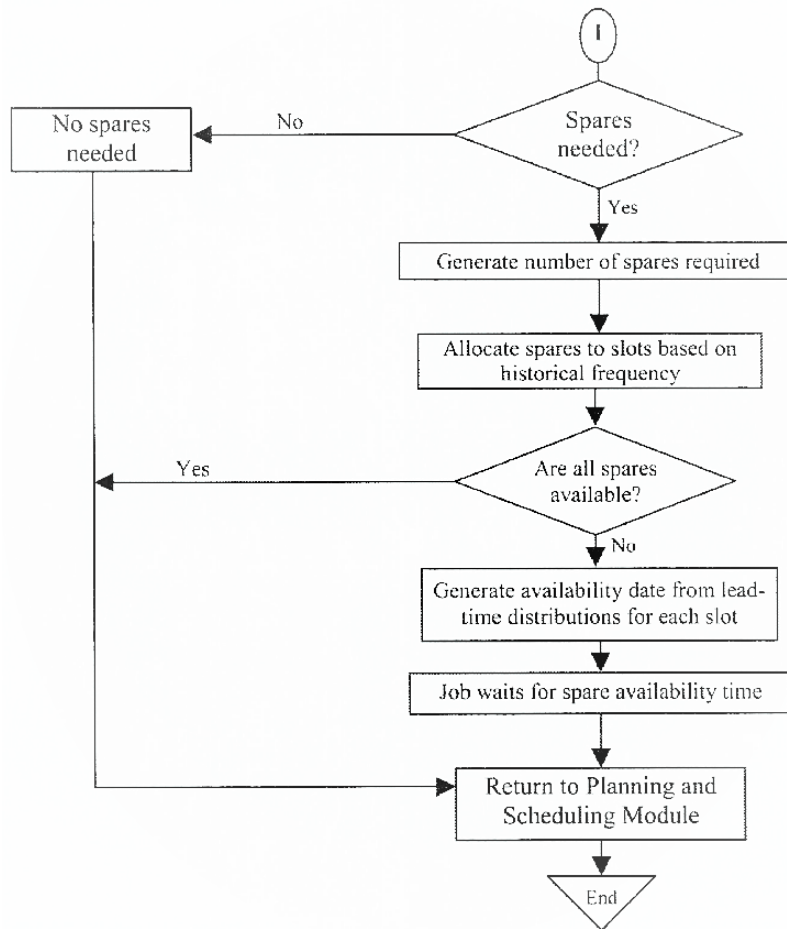 1
Spares
needed?
No
No spares
needed
Yes
Generate number of spares required
Allocate spares to slots based on
historical frequency
Are all spares
available?
Yes
No
Generate availability date from lead-
time distributions for each slot
Job waits for spare availability time
Return to Planning and
Scheduling Module
End